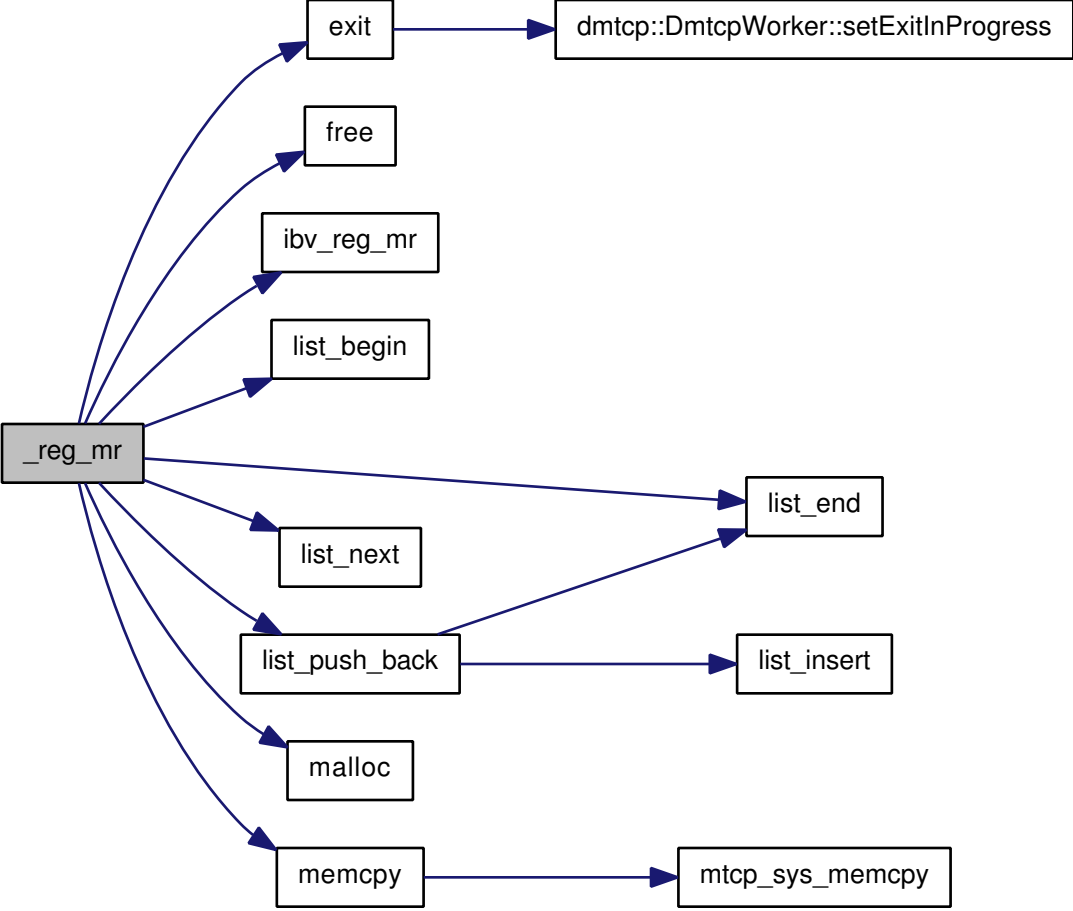 exit
dmtcp::DmtcpWorker::setExitInProgress
free
ibv_reg_mr
list_begin
_reg_mr
list_end
list_next
list_push_back
list_insert
malloc
memcpy
mtcp_sys_memcpy